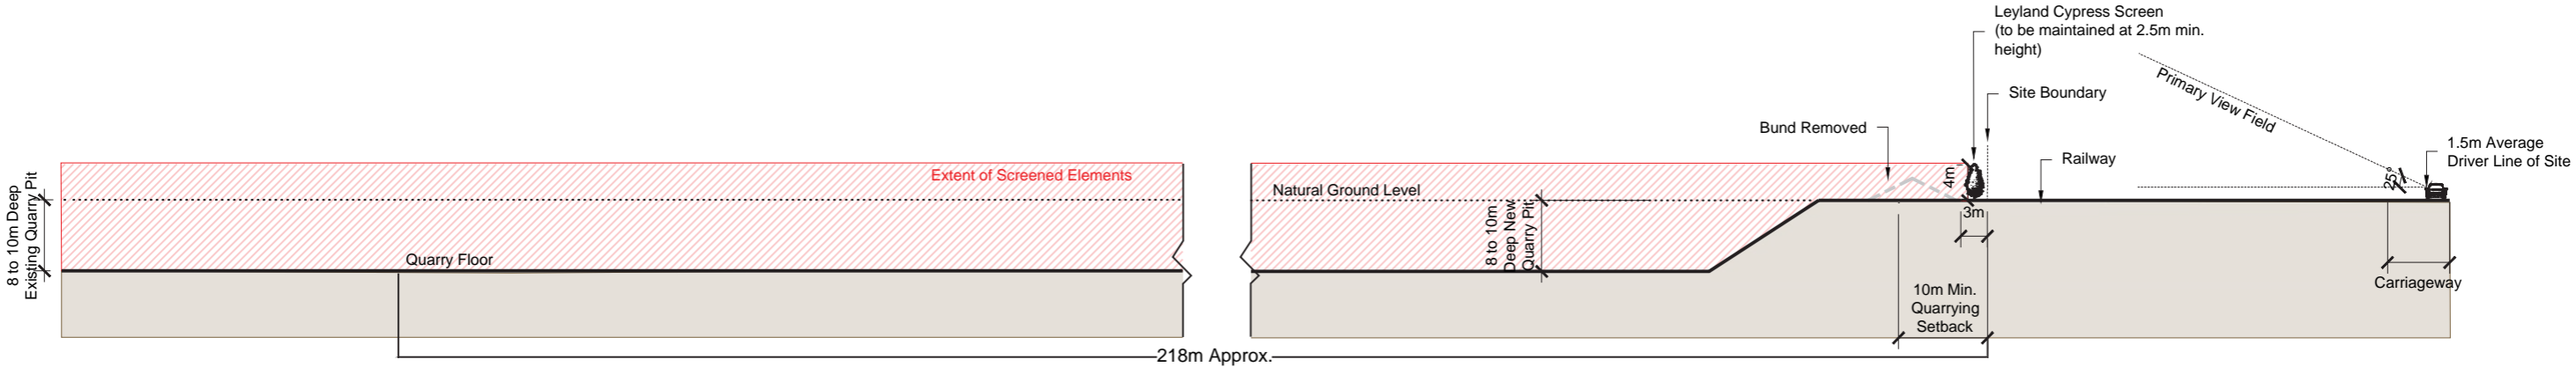 8 to 10m Deep
Existing Quarry Pit
Quarry Floor
Extent of Screened Elements
218m Approx.
Natural Ground Level
8 to 10m
Deep New
Quarry Pit
Bund Removed
4m
3m
10m Min.
Quarrying
Setback
Leyland Cypress Screen
(to be maintained at 2.5m min.
height)
Site Boundary
Railway
Primary View Field
25°
1.5m Average
Driver Line of Site
Carriageway